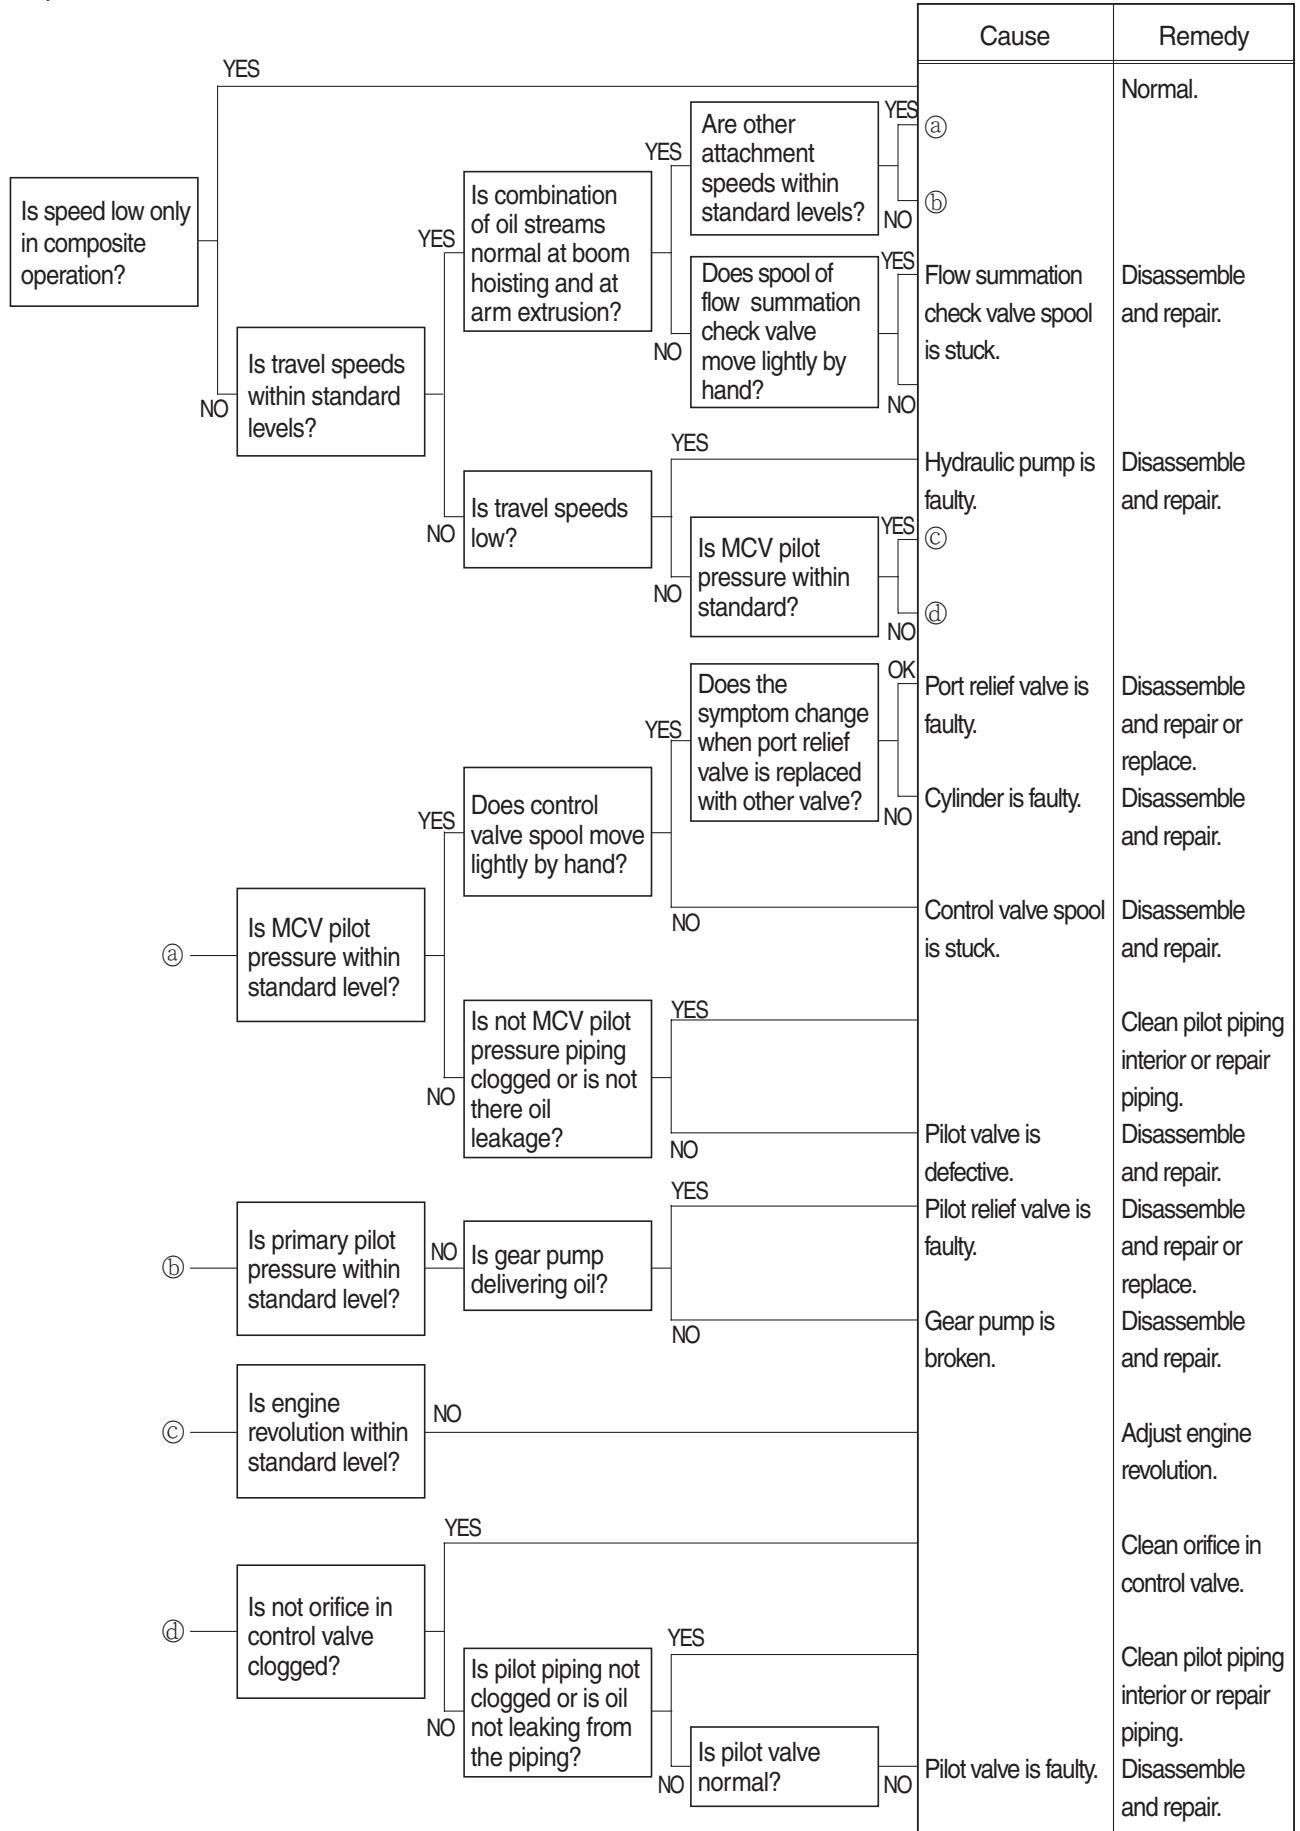 Cause
Remedy
YES
Normal.
Is speed low only
in composite
operation?
NO
Is travel speeds
within standard
levels?
YES
Is combination
of oil streams
normal at boom
hoisting and at
arm extrusion?
YES
Are other
attachment
speeds within
standard levels?
YES
ⓐ
NO
ⓑ
NO
Does spool of
flow summation
check valve
move lightly by
hand?
YES
Flow summation
check valve spool
is stuck.
Disassemble
and repair.
NO
NO
Is travel speeds
low?
YES
Hydraulic pump is
faulty.
Disassemble
and repair.
NO
Is MCV pilot
pressure within
standard?
YES
ⓒ
NO
ⓓ
ⓐ
Is MCV pilot
pressure within
standard level?
YES
Does control
valve spool move
lightly by hand?
YES
Does the
symptom change
when port relief
valve is replaced
with other valve?
OK
Port relief valve is
faulty.
Disassemble
and repair or
replace.
NO
Cylinder is faulty.
Disassemble
and repair.
NO
Control valve spool
is stuck.
Disassemble
and repair.
NO
Is not MCV pilot
pressure piping
clogged or is not
there oil
leakage?
YES
Clean pilot piping
interior or repair
piping.
NO
Pilot valve is
defective.
Disassemble
and repair.
ⓑ
Is primary pilot
pressure within
standard level?
NO
Is gear pump
delivering oil?
YES
Pilot relief valve is
faulty.
Disassemble
and repair or
replace.
NO
Gear pump is
broken.
Disassemble
and repair.
ⓒ
Is engine
revolution within
standard level?
NO
Adjust engine
revolution.
ⓓ
Is not orifice in
control valve
clogged?
YES
Clean orifice in
control valve.
NO
Is pilot piping not
clogged or is oil
not leaking from
the piping?
YES
Clean pilot piping
interior or repair
piping.
NO
Is pilot valve
normal?
NO
Pilot valve is faulty.
Disassemble
and repair.